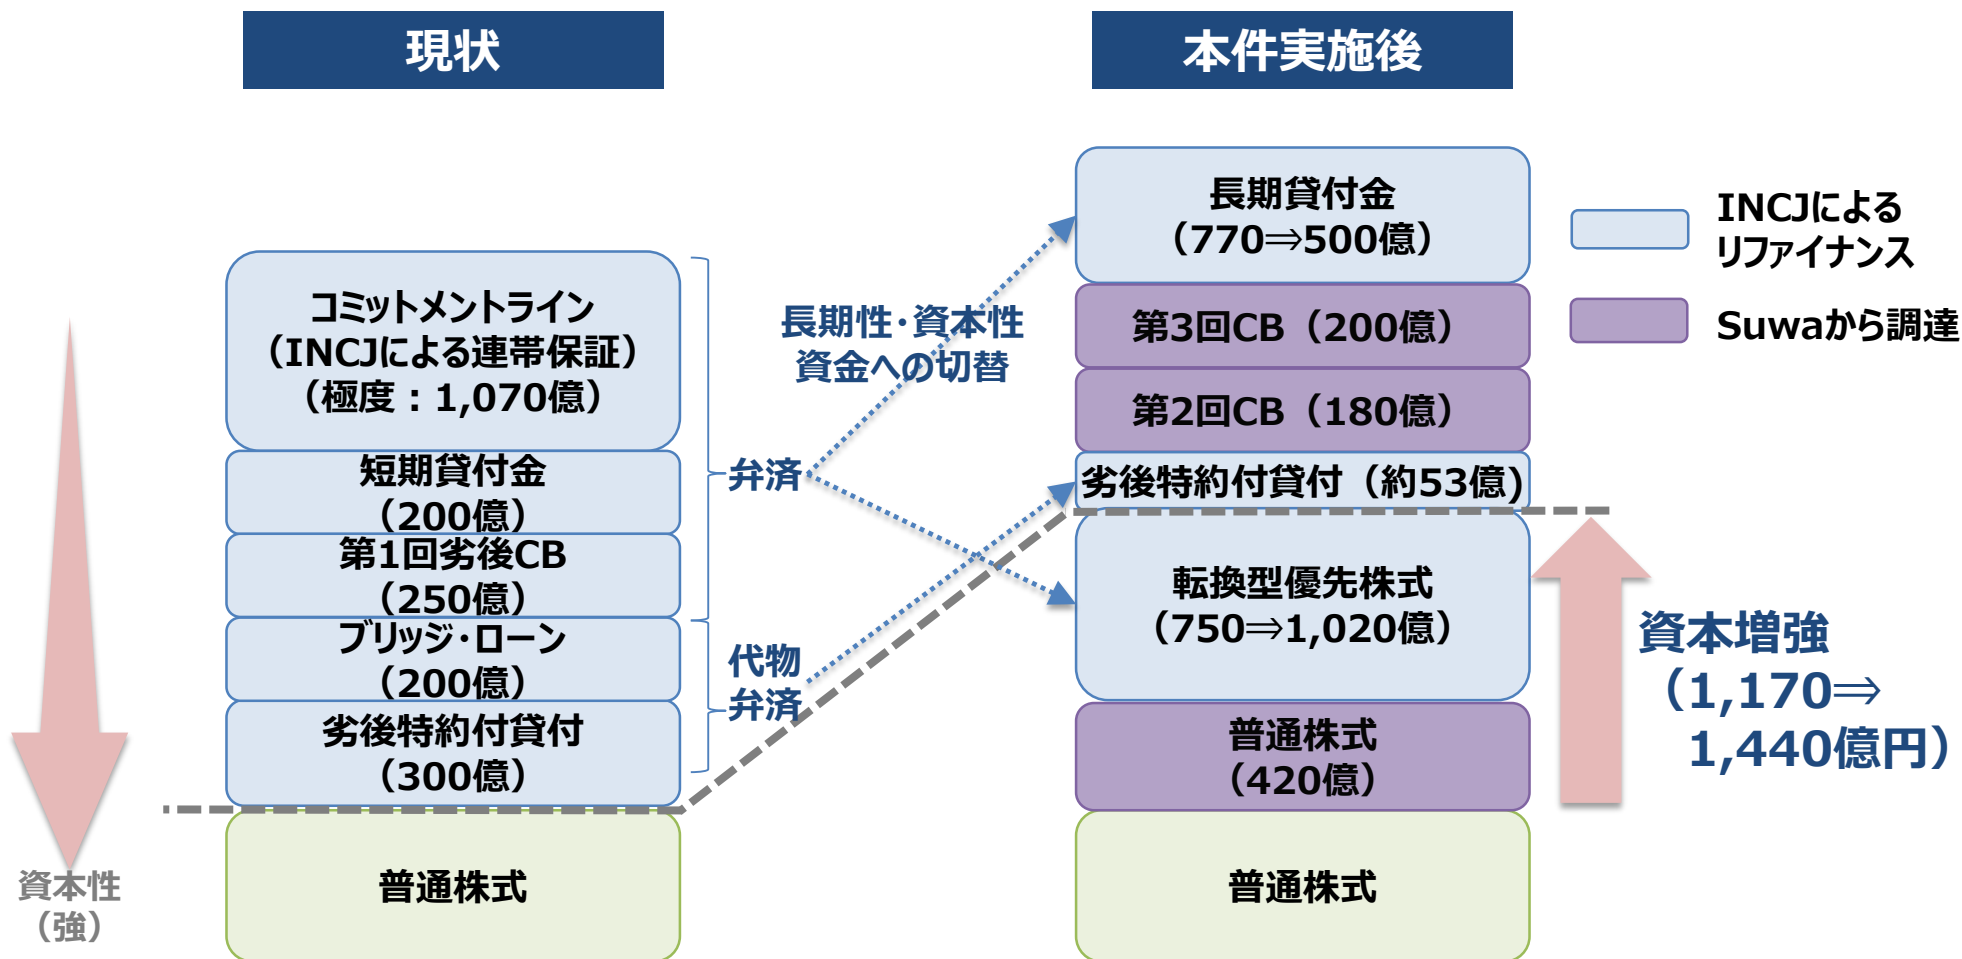 現状
コミットメントライン
（INCJによる連帯保証）
（極度：1,070億）
短期貸付金
（200億）
第1回劣後CB
（250億）
ブリッジ・ローン
（200億）
劣後特約付貸付
（300億）
普通株式
資本性
（強）
弁済
代物
弁済
長期性･資本性
資金への切替
本件実施後
長期貸付金
（770⇒500億）
第3回CB（200億）
第2回CB（180億）
劣後特約付貸付（約53億)
転換型優先株式
（750⇒1,020億）
普通株式
（420億）
普通株式
INCJによる
リファイナンス
Suwaから調達
資本増強
（1,170⇒
1,440億円）